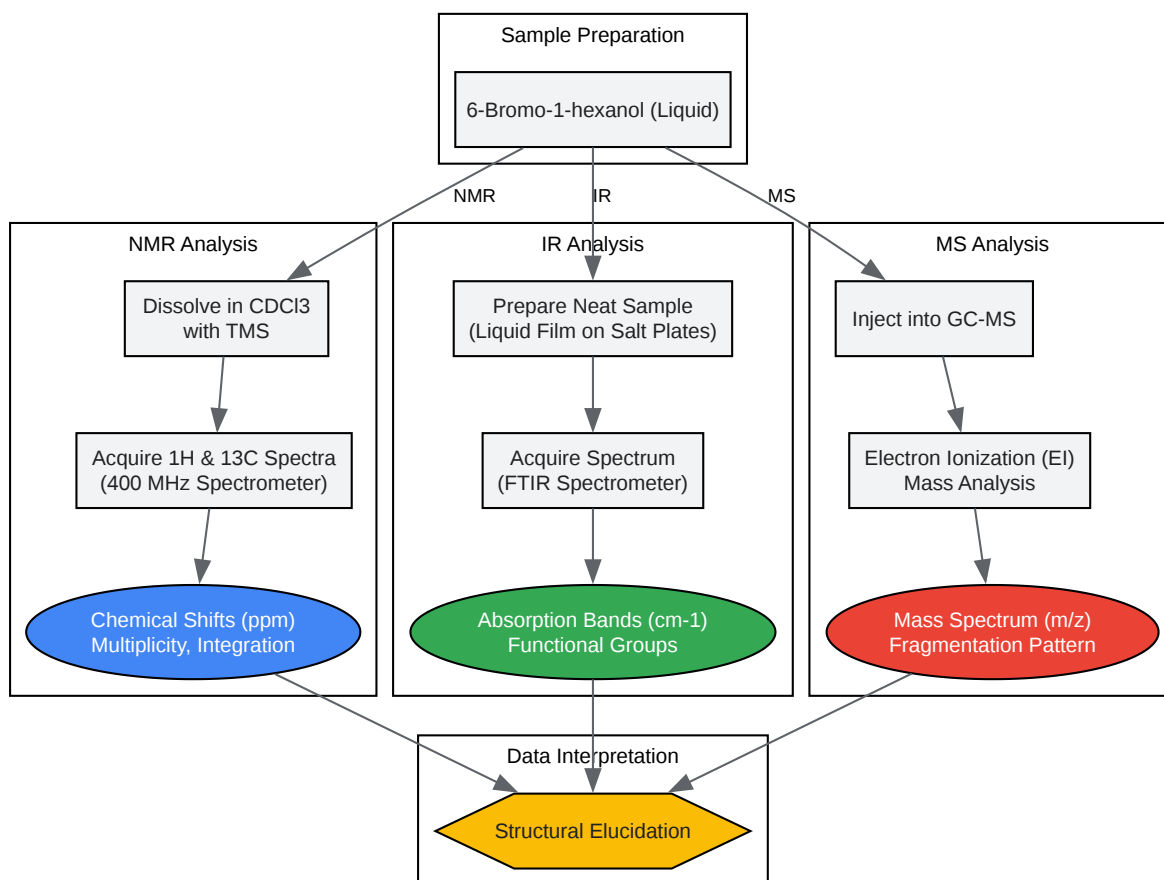 Sample Preparation
6-Bromo-1-hexanol (Liquid)
NMR
IR
MS
NMR Analysis
Dissolve in CDCl3
with TMS
Acquire 1H & 13C Spectra
(400 MHz Spectrometer)
Chemical Shifts (ppm)
Multiplicity, Integration
IR Analysis
Prepare Neat Sample
(Liquid Film on Salt Plates)
Acquire Spectrum
(FTIR Spectrometer)
Absorption Bands (cm-1)
Functional Groups
MS Analysis
Inject into GC-MS
Electron Ionization (EI)
Mass Analysis
Mass Spectrum (m/z)
Fragmentation Pattern
Data Interpretation
Structural Elucidation